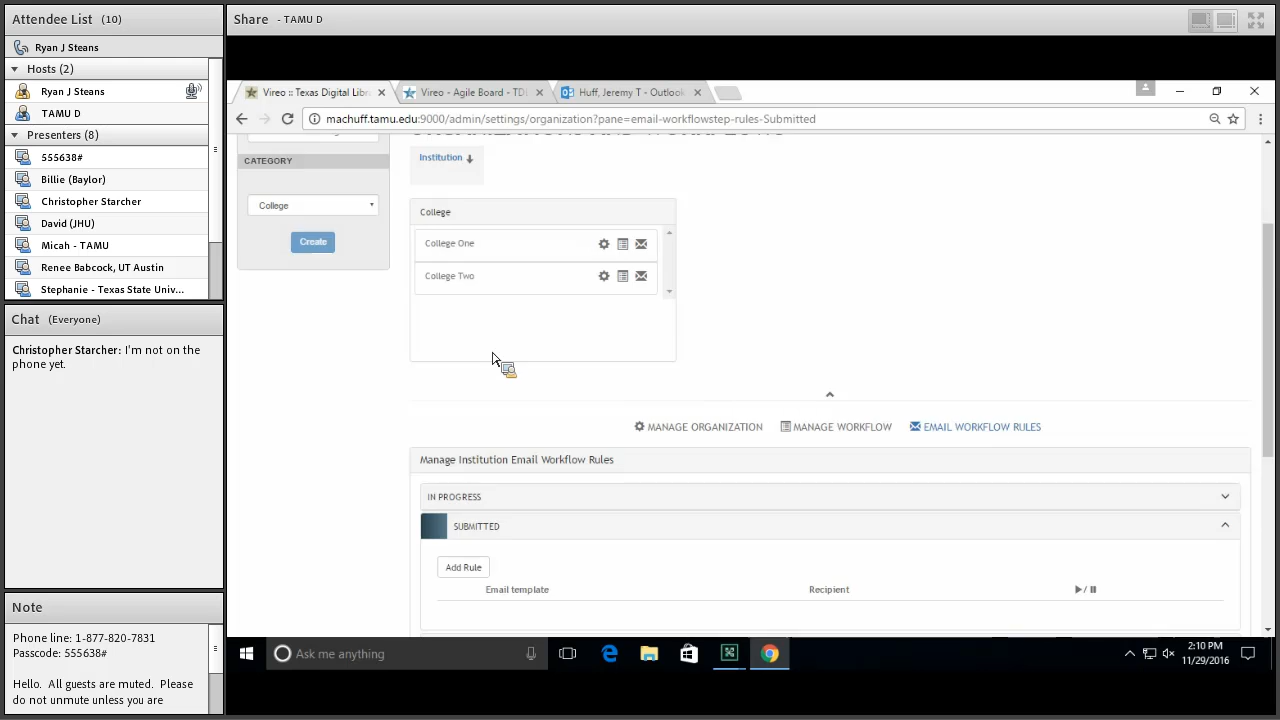 Attendee List (10)
Ryan J Steans
Hosts (2)
Ryan J Steans
TAMU D
Presenters (8)
555638#
Billie (Baylor)
Christopher Starcher
David (JHU)
Micah - TAMU
Renee Babcock, UT Austin
Stephanie - Texas State Univ...
Chat (Everyone)
Christopher Starcher: I'm not on the
phone yet.
Note
Phone line: 1-877-820-7831
Passcode: 555638#
Hello. All guests are muted. Please
do not unmute unless you are
Share - TAMU D
Vireo :: Texas Digital Libr
Vireo - Agile Board - TDL
Huff, Jeremy T - Outlook
machuff.tamu.edu:9000/admin/settings/organization?pane=email-workflowstep-rules-Submitted
CATEGORY
College
Create
Institution
College
College One
College Two
MANAGE ORGANIZATION
MANAGE WORKFLOW
EMAIL WORKFLOW RULES
Manage Institution Email Workflow Rules
IN PROGRESS
SUBMITTED
Add Rule
Email template
Recipient
/
Ask me anything
2:10 PM
11/29/2016